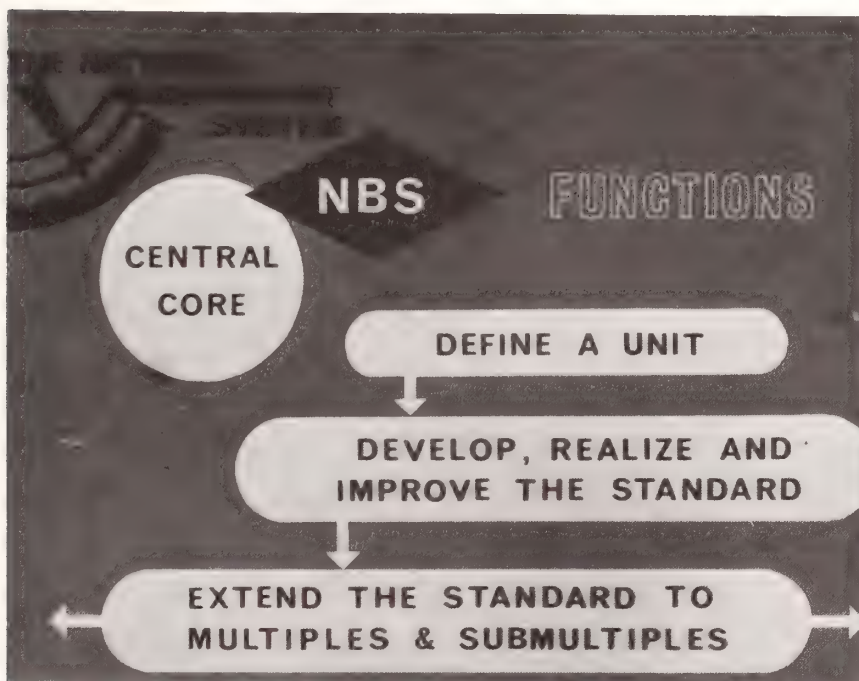 NBS
FUNCTIONS
CENTRAL
CORE
DEFINE A UNIT
DEVELOP, REALIZE AND
IMPROVE THE STANDARD
EXTEND THE STANDARD TO
MULTIPLES & SUBMULTIPLES